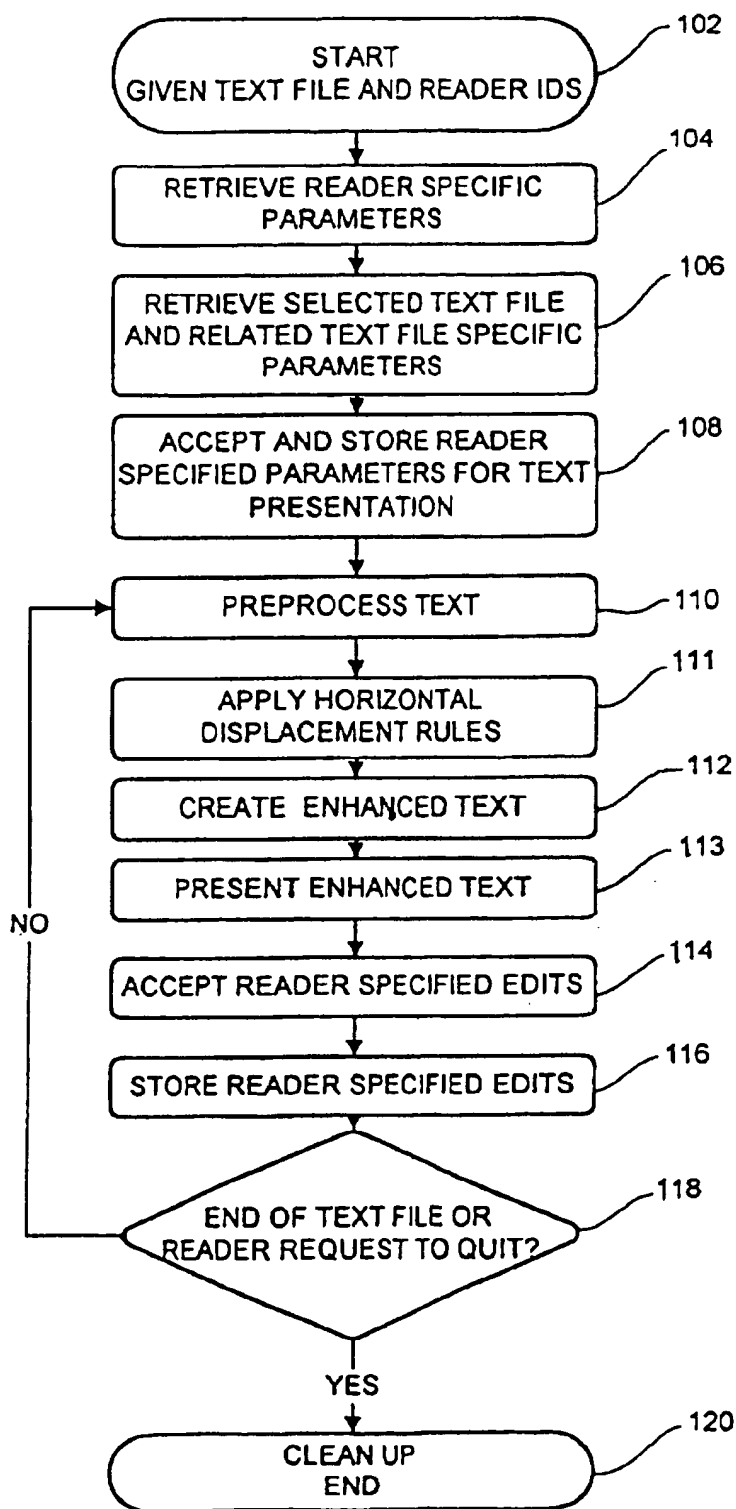 102
START
GIVEN TEXT FILE AND READER IDS
104
RETRIEVE READER SPECIFIC
PARAMETERS
106
RETRIEVE SELECTED TEXT FILE
AND RELATED TEXT FILE SPECIFIC
PARAMETERS
108
ACCEPT AND STORE READER
SPECIFIED PARAMETERS FOR TEXT
PRESENTATION
PREPROCESS TEXT
110
111
APPLY HORIZONTAL
DISPLACEMENT RULES
112
CREATE ENHANCED TEXT
113
PRESENT ENHANCED TEXT
NO
114
ACCEPT READER SPECIFIED EDITS
116
STORE READER SPECIFIED EDITS
118
END OF TEXT FILE OR
READER REQUEST TO QUIT?
YES
120
CLEAN UP
END